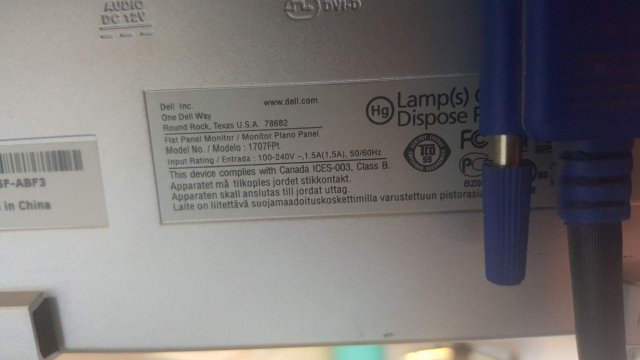 AUDIO
DC 12V
DVI-D
Dell Inc.
www.dell.com
One Dell Way
Round Rock, Texas U.S.A. 78682
Flat Panel Monitor / Monitor Plano Panel
Model No. / Modelo : 1707FPt
Input Rating / Entrada : 100-240V ~,1.5A(1,5A), 50/60Hz
This device complies with Canada ICES-003, Class B.
Apparatet må tilkoples jordet stikkontakt.
Apparaten skall anslutas till jordat uttag.
Laite on liitettävä suojamaadoituskoskettimilla varustettuun pistorasia
Hg
Lamp(s)
Dispose
FC
TCO
99
BZ0
SF-ABF3
in China